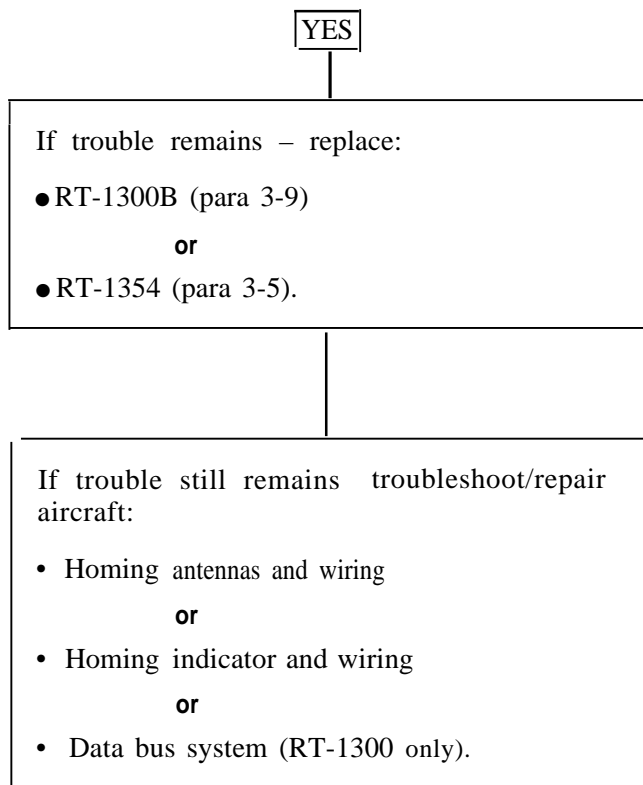 YES
If trouble remains – replace:
● RT-1300B (para 3-9)
or
● RT-1354 (para 3-5).
If trouble still remains troubleshoot/repair
aircraft:
• Homing antennas and wiring
or
• Homing indicator and wiring
or
• Data bus system (RT-1300 only).